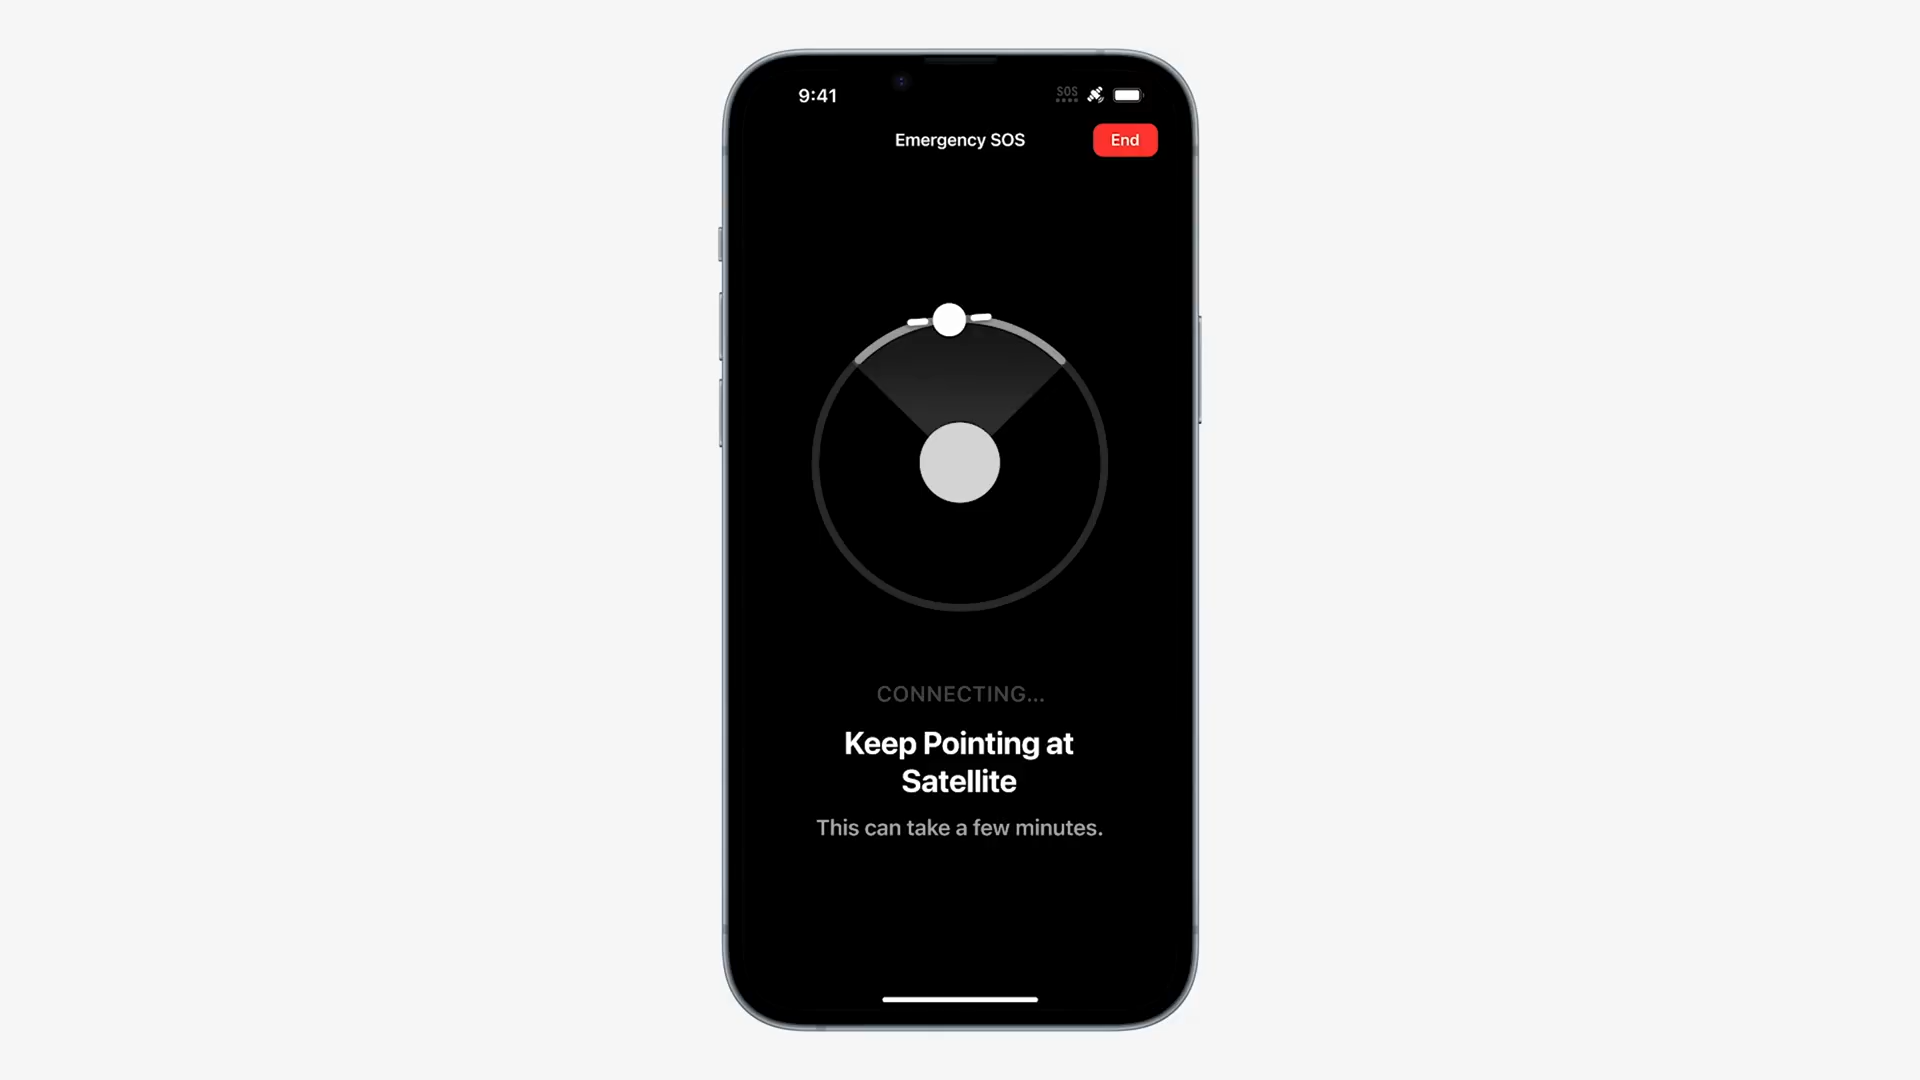 9:41
SOS
Emergency SOS
End
CONNECTING...
Keep Pointing at
Satellite
This can take a few minutes.